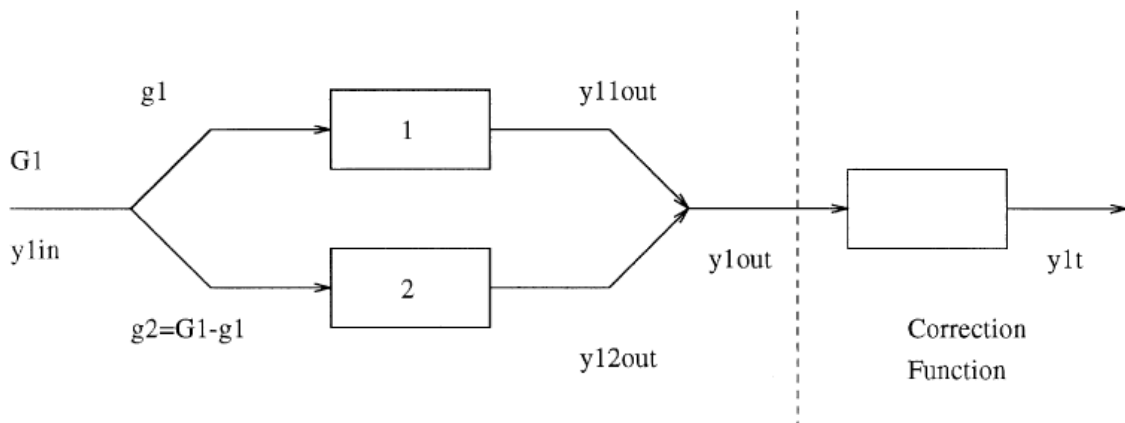 g1
y11out
1
G1
y1in
y1out
y1t
2
g2=G1-g1
y12out
Correction
Function